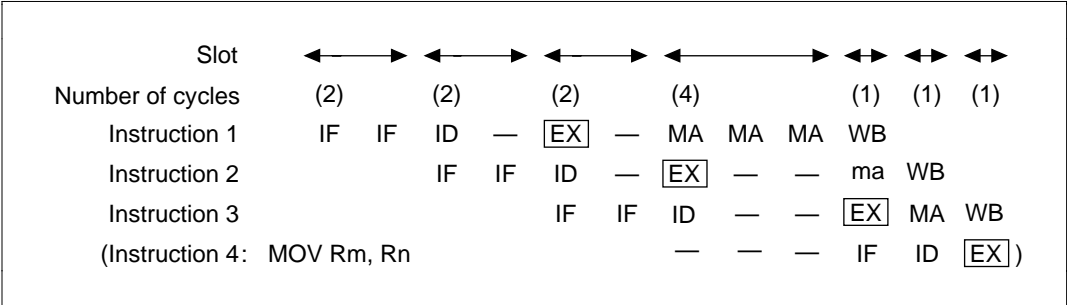 Slot
Number of cycles (2) (2) (2) (4) (1) (1) (1)
Instruction 1 IF IF ID — EX — MA MA MA WB
Instruction 2 IF IF ID — EX — — ma WB
Instruction 3 IF IF ID — — EX MA WB
(Instruction 4: MOV Rm, Rn — — — IF ID EX )